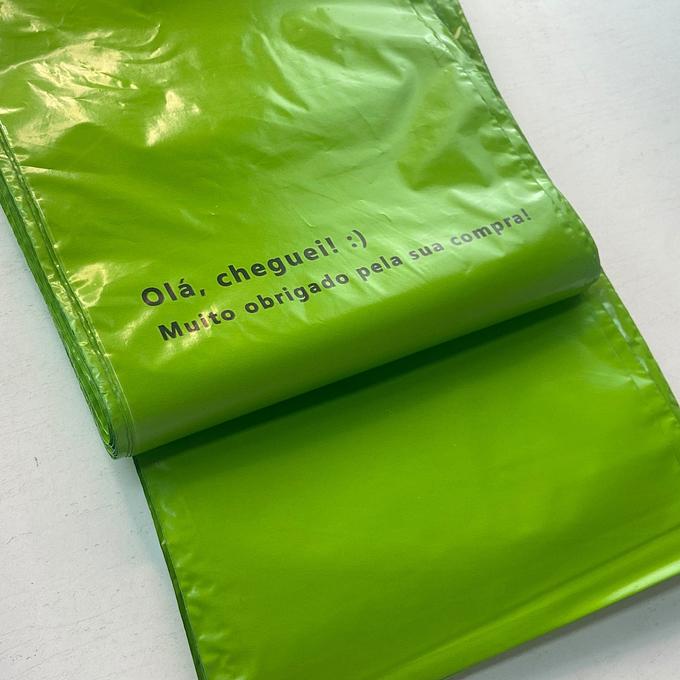 Olá, cheguei! :)
Muito obrigado pela sua compra!